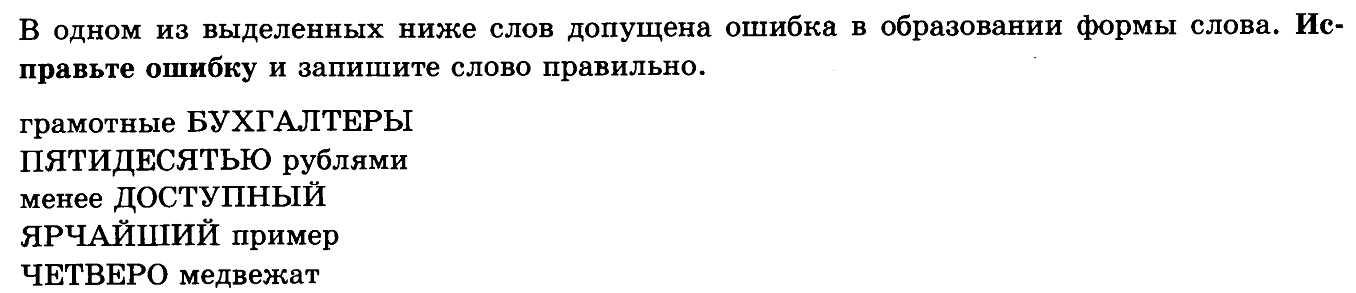 В одном из выделенных ниже слов допущена ошибка в образовании формы слова. Ис-
правьте ошибку и запишите слово правильно.
грамотные БУХГАЛТЕРЫ
ПЯТИДЕСЯТЬЮ рублями
менее ДОСТУПНЫЙ
ЯРЧАЙШИЙ пример
ЧЕТВЕРО медвежат